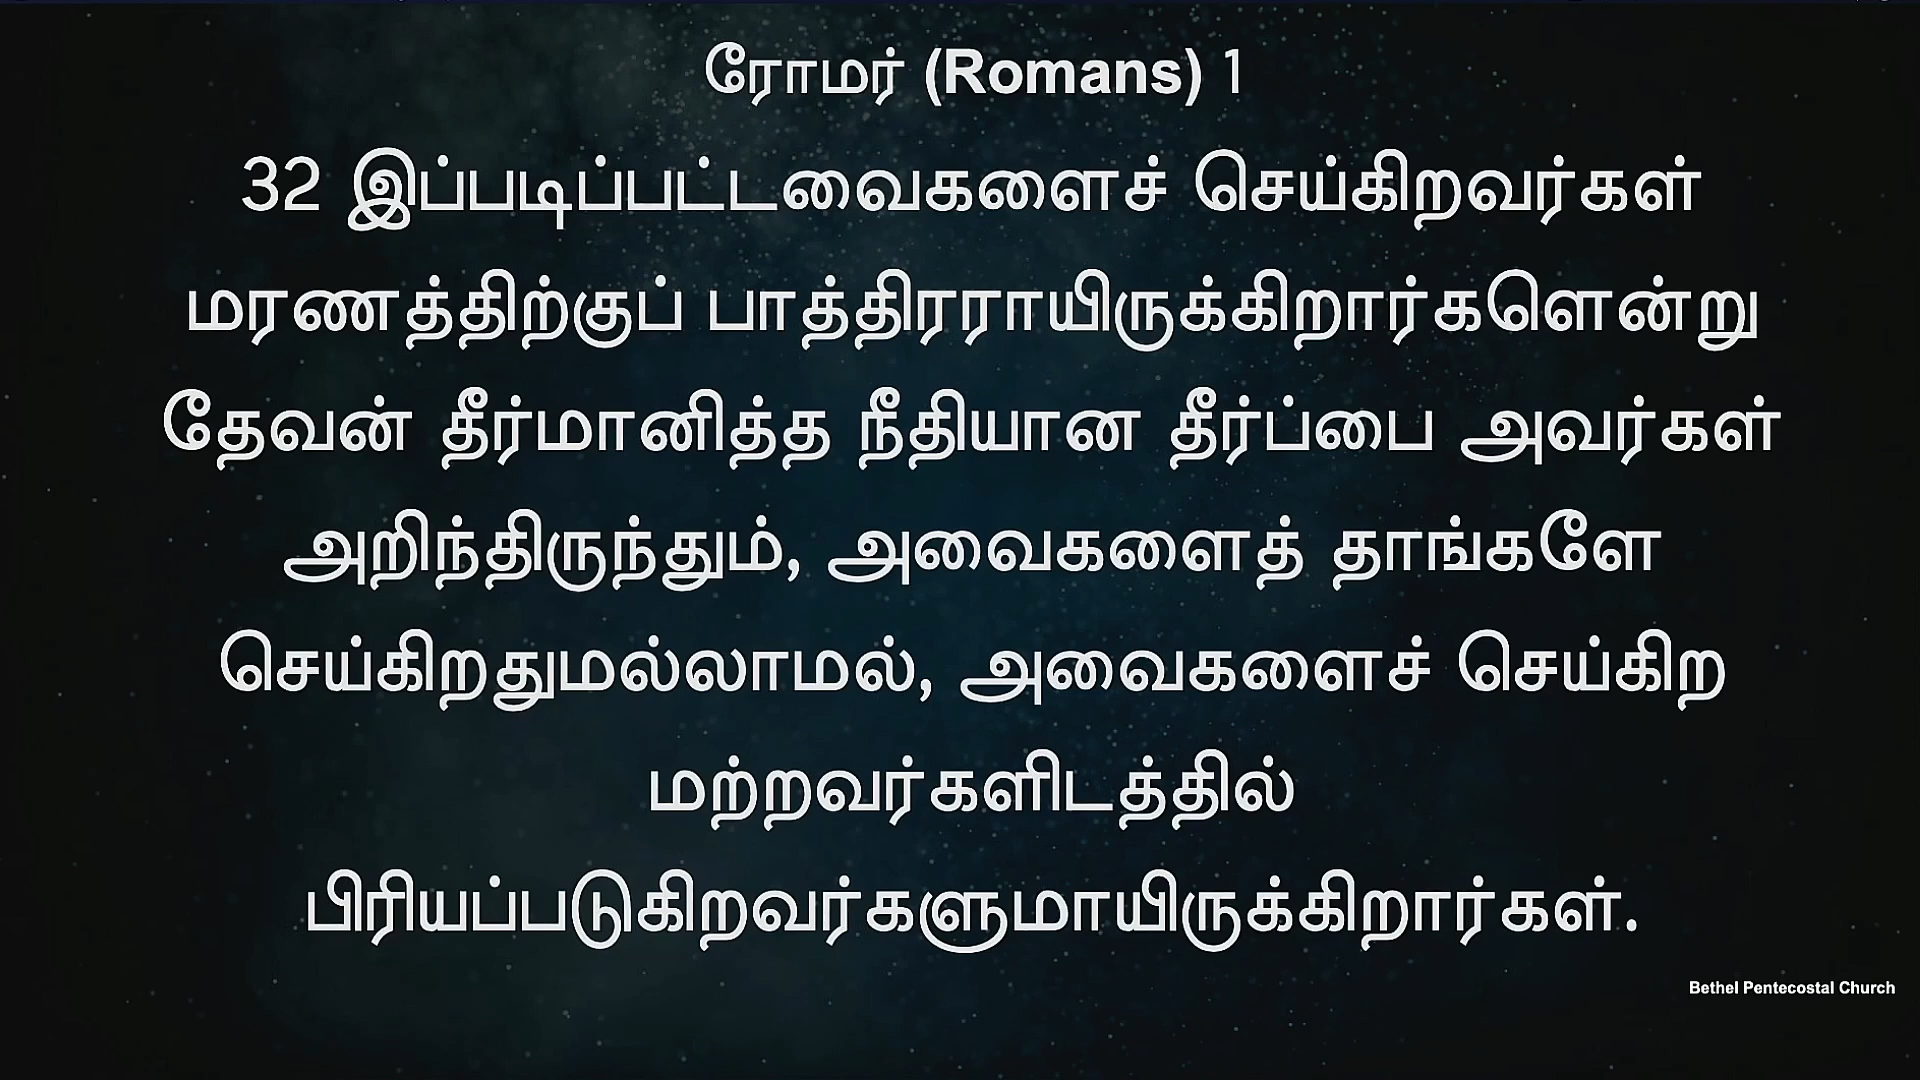 ரோமர் (Romans) 1
32 இப்படிப்பட்டவைகளைச் செய்கிறவர்கள்
மரணத்திற்குப் பாத்திரராயிருக்கிறார்களென்று
தேவன் தீர்மானித்த நீதியான தீர்ப்பை அவர்கள்
அறிந்திருந்தும், அவைகளைத் தாங்களே
செய்கிறதுமல்லாமல், அவைகளைச் செய்கிற
மற்றவர்களிடத்தில்
பிரியப்படுகிறவர்களுமாயிருக்கிறார்கள்.
Bethel Pentecostal Church